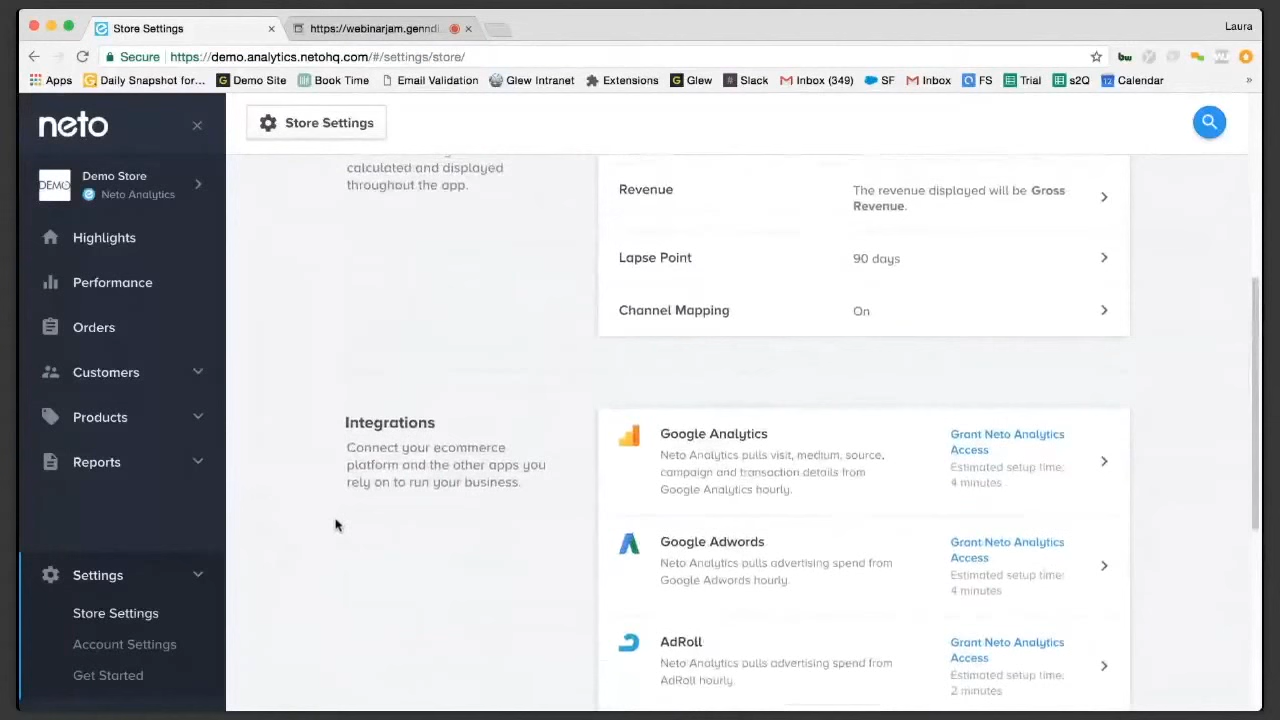 Store Settings
https://webinarjam.genndi...
Laura
Secure https://demo.analytics.netohq.com/#/settings/store/
Apps
Daily Snapshot for...
Demo Site
Book Time
Email Validation
Glew Intranet
Extensions
Glew
Slack
Inbox (349)
SF
Inbox
FS
Trial
s2Q
Calendar
neto
DEMO
Demo Store
Neto Analytics
Highlights
Performance
Orders
Customers
Products
Reports
Settings
Store Settings
Account Settings
Get Started
Store Settings
calculated and displayed
throughout the app.
Revenue
The revenue displayed will be Gross
Revenue.
Lapse Point
90 days
Channel Mapping
On
Integrations
Connect your ecommerce
platform and the other apps you
rely on to run your business.
Google Analytics
Neto Analytics pulls visit, medium, source,
campaign and transaction details from
Google Analytics hourly.
Grant Neto Analytics
Access
Estimated setup time:
4 minutes
Google Adwords
Neto Analytics pulls advertising spend from
Google Adwords hourly.
Grant Neto Analytics
Access
Estimated setup time:
4 minutes
AdRoll
Neto Analytics pulls advertising spend from
AdRoll hourly.
Grant Neto Analytics
Access
Estimated setup time:
2 minutes